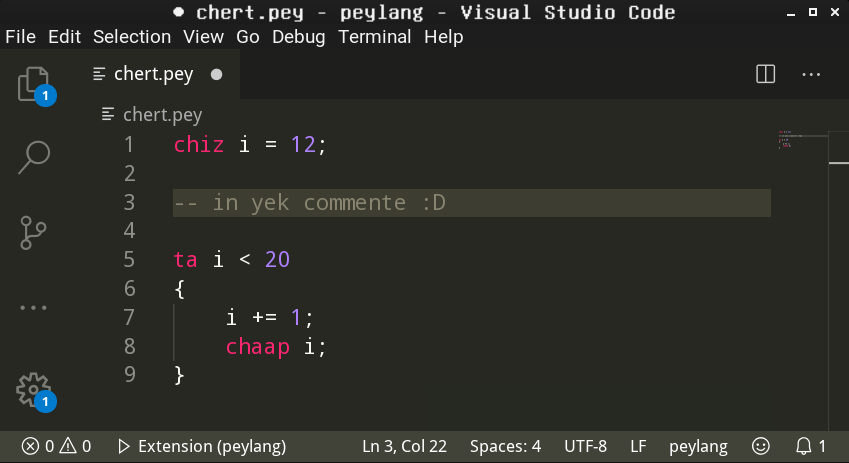 chert.pey - peylang - Visual Studio Code
File Edit Selection View Go Debug Terminal Help
chert.pey
chert.pey
1 chiz i = 12;
2
3 -- in yek commente :D
4
5 ta i < 20
6 {
7 i += 1;
8 chaap i;
9 }
1
1
0 0 Extension (peylang) Ln 3, Col 22 Spaces: 4 UTF-8 LF peylang 1